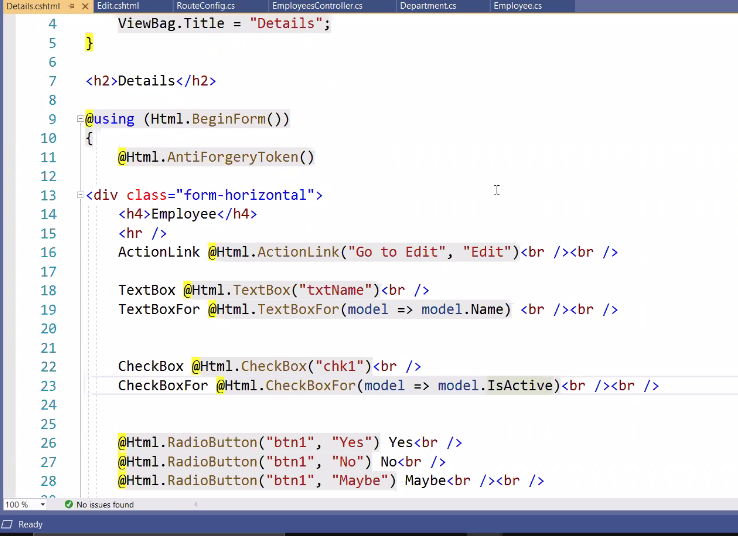 Details.cshtml Edit.cshtml RouteConfig.cs EmployeesController.cs Department.cs Employee.cs
4 ViewBag.Title = "Details";
5 }
6
7 <h2>Details</h2>
8
9 @using (Html.BeginForm())
10 {
11 @Html.AntiForgeryToken()
12
13 <div class="form-horizontal">
14 <h4>Employee</h4>
15 <hr />
16 ActionLink @Html.ActionLink("Go to Edit", "Edit")<br /><br />
17
18 TextBox @Html.TextBox("txtName")<br />
19 TextBoxFor @Html.TextBoxFor(model => model.Name) <br /><br />
20
21
22 CheckBox @Html.CheckBox("chk1")<br />
23 CheckBoxFor @Html.CheckBoxFor(model => model.IsActive)<br /><br />
24
25
26 @Html.RadioButton("btn1", "Yes") Yes<br />
27 @Html.RadioButton("btn1", "No") No<br />
28 @Html.RadioButton("btn1", "Maybe") Maybe<br /><br />
100 % No issues found
Ready